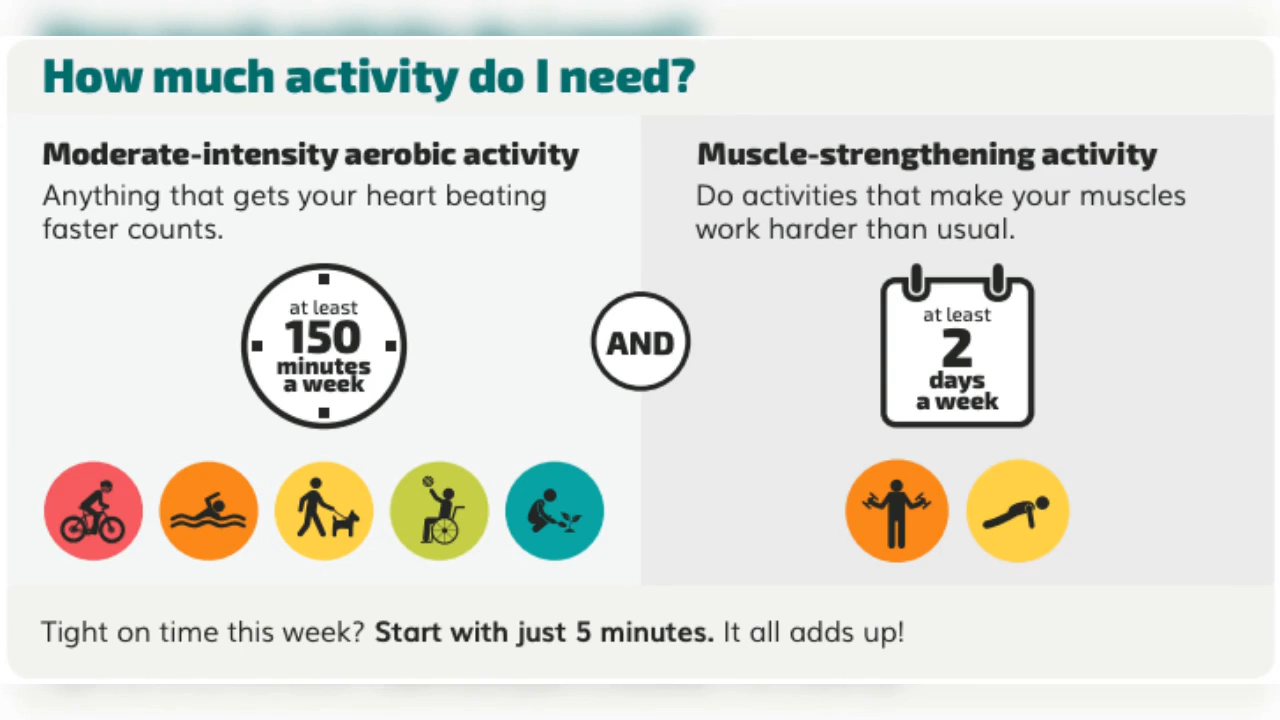 How much activity do I need?
Moderate-intensity aerobic activity
Anything that gets your heart beating
faster counts.
at least
150
minutes
a week
AND
Muscle-strengthening activity
Do activities that make your muscles
work harder than usual.
at least
2
days
a week
Tight on time this week? Start with just 5 minutes. It all adds up!